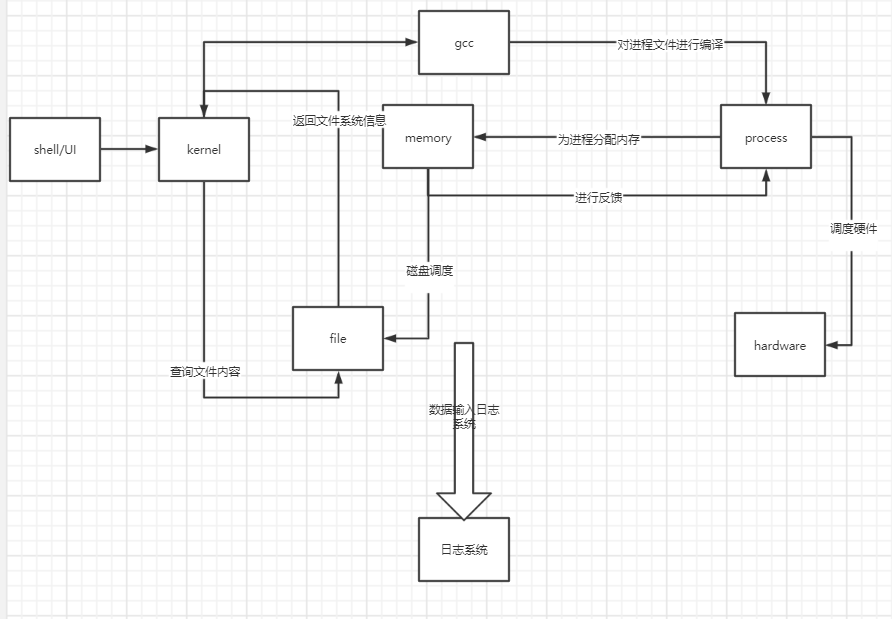 gcc
对进程文件进行编译
返回文件系统信息
memory
为进程分配内存
process
shell/UI
kernel
进行反馈
调度硬件
磁盘调度
file
hardware
查询文件内容
数据输入日志
系统
日志系统